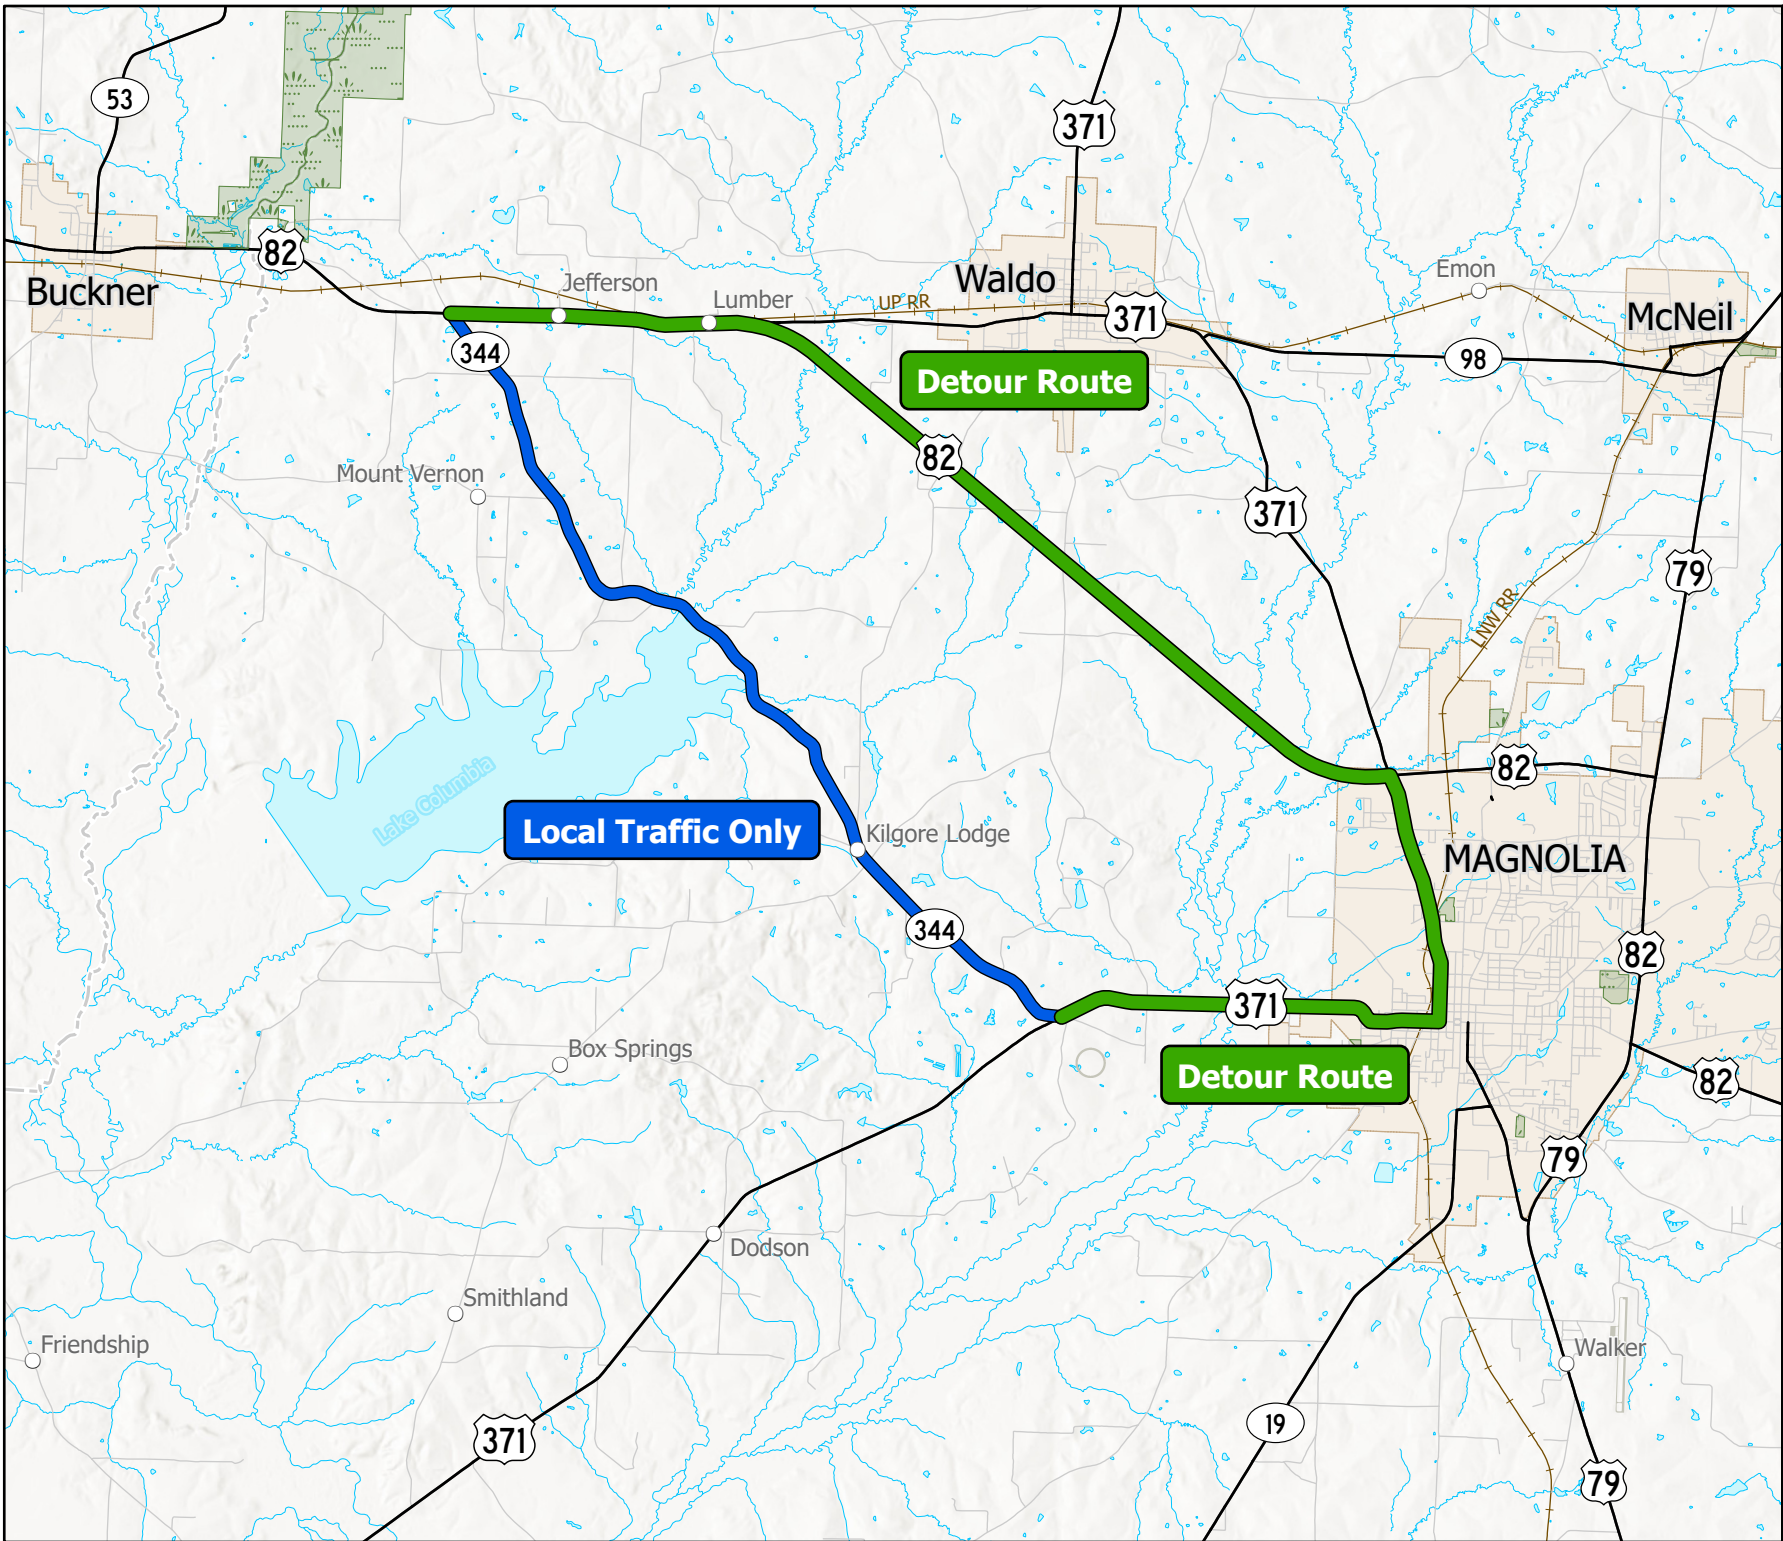 53
371
82
Buckner
Jefferson
Lumber
UP RR
Waldo
371
Emon
McNeil
344
Detour Route
98
82
Mount Vernon
371
79
LNW RR
82
Lake Columbia
Local Traffic Only
Kilgore Lodge
MAGNOLIA
344
82
371
Box Springs
Detour Route
82
79
Dodson
Smithland
Friendship
Walker
19
371
79